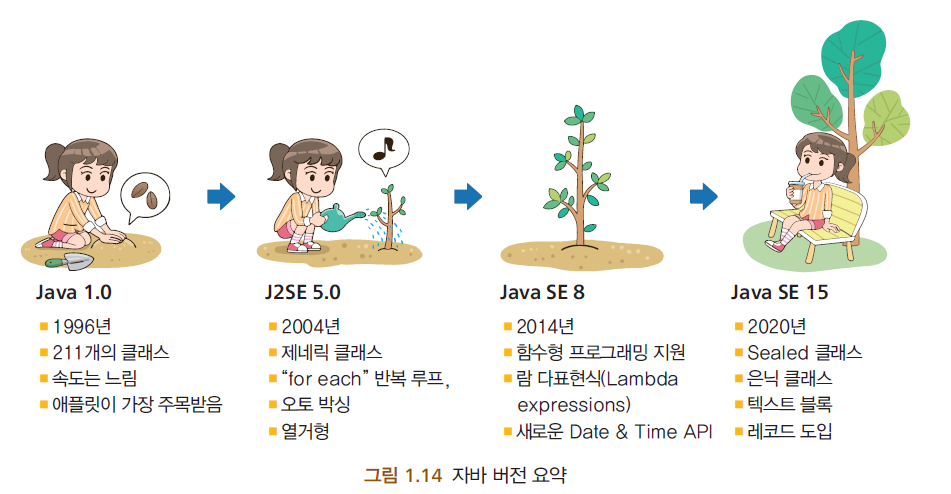 Java 1.0
1996년
211개의 클래스
속도는 느림
애플릿이 가장 주목받음
J2SE 5.0
2004년
제네릭 클래스
“for each” 반복 루프,
오토 박싱
열거형
Java SE 8
2014년
함수형 프로그래밍 지원
람 다표현식(Lambda
expressions)
새로운 Date & Time API
Java SE 15
2020년
Sealed 클래스
은닉 클래스
텍스트 블록
레코드 도입
그림 1.14 자바 버전 요약